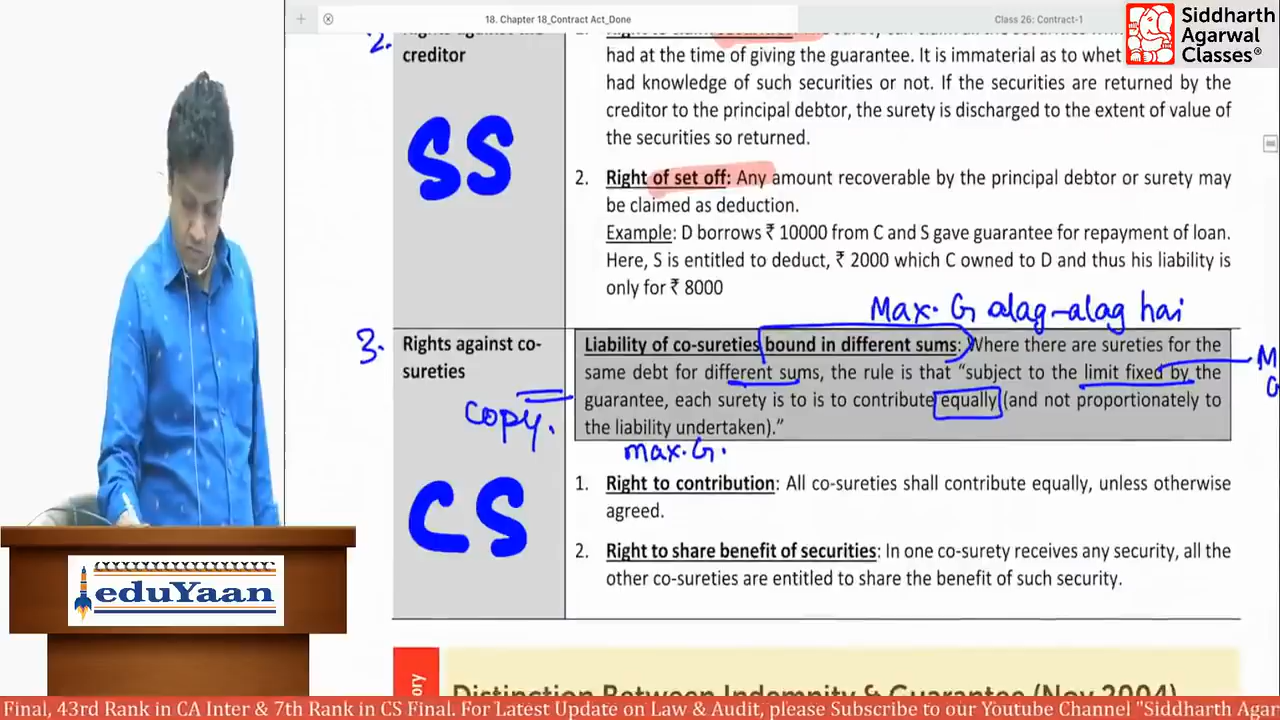 18. Chapter 18_Contract Act_Done
Class 26: Contract-1
Siddharth
Agarwal
Classes®
2.
creditor
had at the time of giving the guarantee. It is immaterial as to whet
had knowledge of such securities or not. If the securities are returned by the
creditor to the principal debtor, the surety is discharged to the extent of value of
the securities so returned.
SS
2. Right of set off: Any amount recoverable by the principal debtor or surety may
be claimed as deduction.
Example: D borrows ₹ 10000 from C and S gave guarantee for repayment of loan.
Here, S is entitled to deduct, ₹ 2000 which C owned to D and thus his liability is
only for ₹ 8000
Max. G alag-alag hai
3.
Rights against co-
sureties
Liability of co-sureties bound in different sums: Where there are sureties for the
same debt for different sums, the rule is that “subject to the limit fixed by the
guarantee, each surety is to is to contribute equally (and not proportionately to
the liability undertaken).”
M
G
copy.
max. G.
CS
1. Right to contribution: All co-sureties shall contribute equally, unless otherwise
agreed.
2. Right to share benefit of securities: In one co-surety receives any security, all the
other co-sureties are entitled to share the benefit of such security.
eduYaan
Distinction Between Indemnity & Guarantee (Nov 2004)
Final, 43rd Rank in CA Inter & 7th Rank in CS Final. For Latest Update on Law & Audit, please Subscribe to our Youtube Channel "Siddharth Agar